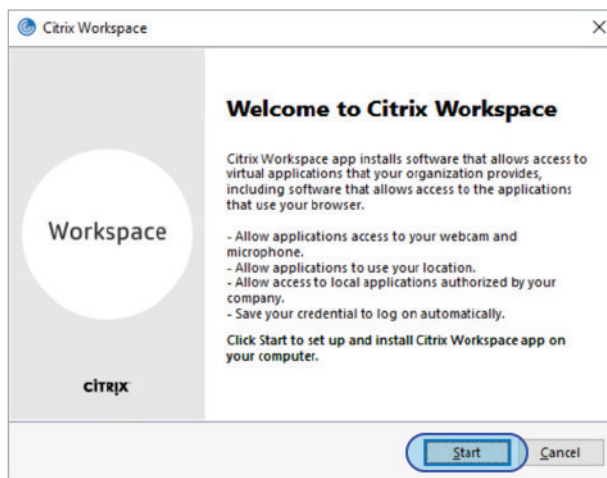 Citrix Workspace
Welcome to Citrix Workspace
Citrix Workspace app installs software that allows access to
virtual applications that your organization provides,
including software that allows access to the applications
that use your browser.
Workspace
- Allow applications access to your webcam and
microphone.
- Allow applications to use your location.
- Allow access to local applications authorized by your
company.
- Save your credential to log on automatically.
Click Start to set up and install Citrix Workspace app on
your computer.
CITRIX
Start
Cancel